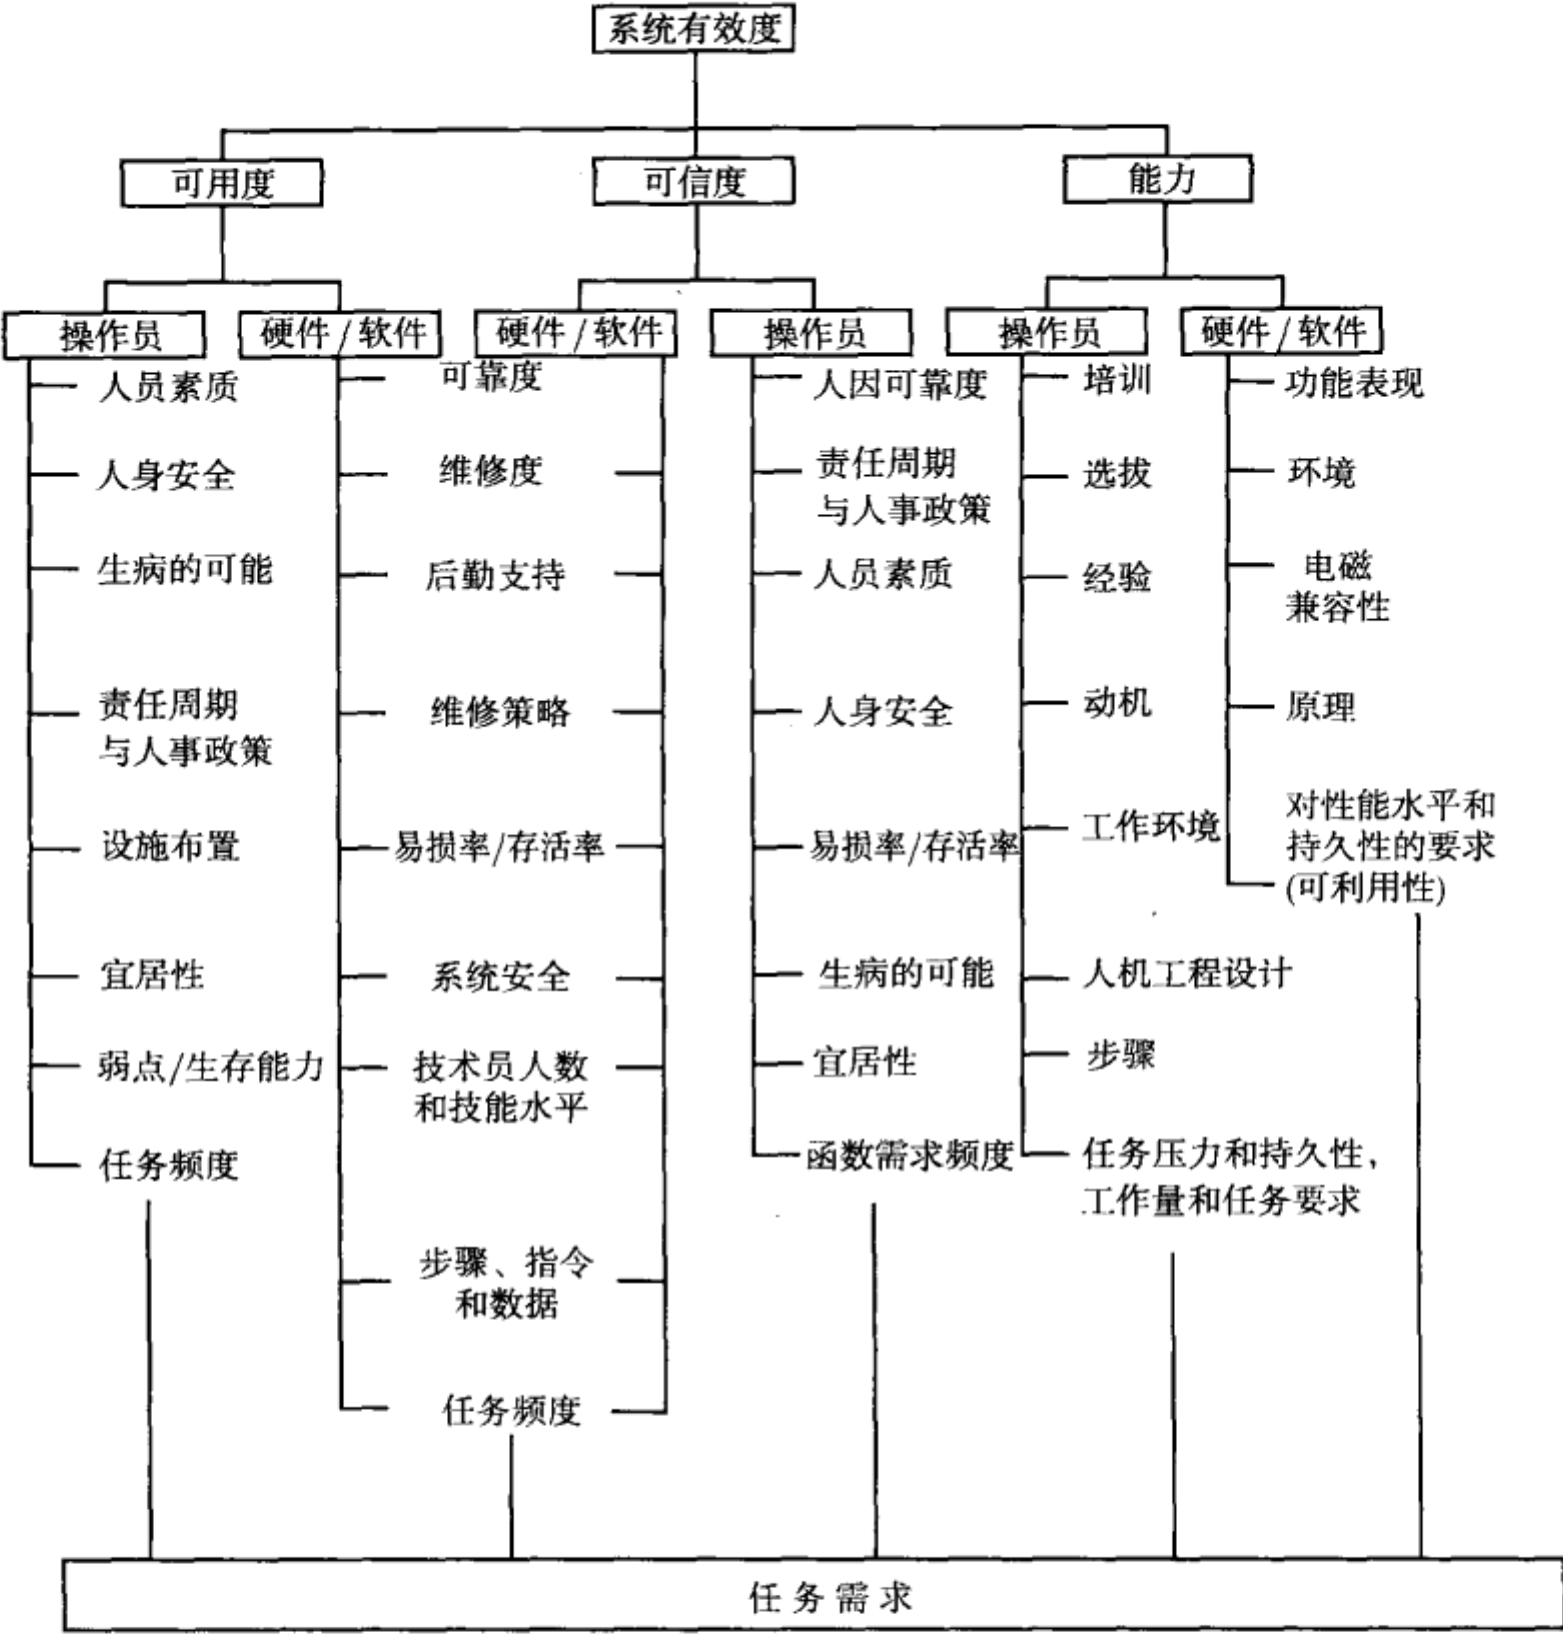 系统有效度
可用度
可信度
能力
操作员
硬件/软件
硬件/软件
操作员
操作员
硬件/软件
人员素质
人身安全
生病的可能
责任周期
与人事政策
设施布置
宜居性
弱点/生存能力
任务频度
可靠度
维修度
后勤支持
维修策略
易损率/存活率
系统安全
技术员人数
和技能水平
步骤、指令
和数据
任务频度
人因可靠度
责任周期
与人事政策
人员素质
人身安全
易损率/存活率
生病的可能
宜居性
函数需求频度
培训
选拔
经验
动机
工作环境
人机工程设计
步骤
任务压力和持久性,
工作量和任务要求
功能表现
环境
电磁
兼容性
原理
对性能水平和
持久性的要求
(可利用性)
任务需求